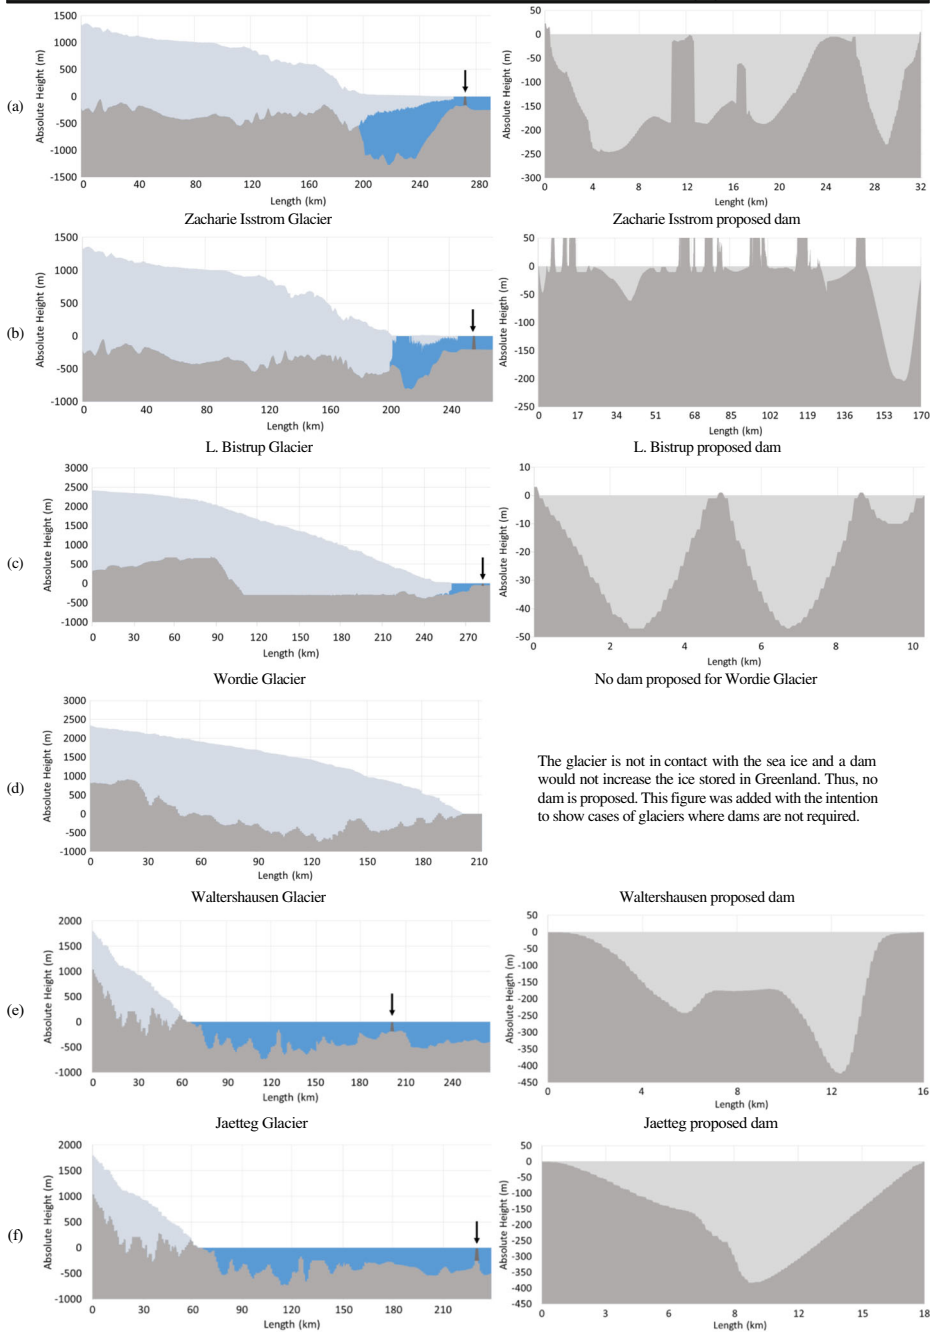 (a)
Absolute Height (m)
1500
1000
500
0
-500
-1000
-1500
0 40 80 120 160 200 240 280
Length (km)
Absolute Height (m)
50
0
-50
-100
-150
-200
-250
-300
0 4 8 12 16 20 24 28 32
Lenght (km)
Zacharie Isstrom Glacier
Zacharie Isstrom proposed dam
(b)
Absolute Height (m)
1500
1000
500
0
-500
-1000
0 40 80 120 160 200 240
Length (km)
Absolute Heigth (m)
50
0
-50
-100
-150
-200
-250
0 17 34 51 68 85 102 119 136 153 170
Length (km)
L. Bistrup Glacier
L. Bistrup proposed dam
(c)
Absolute Height (m)
3000
2500
2000
1500
1000
500
0
-500
-1000
0 30 60 90 120 150 180 210 240 270
Length (km)
Absolute Height (m)
10
0
-10
-20
-30
-40
-50
0 2 4 6 8 10
Length (km)
Wordie Glacier
No dam proposed for Wordie Glacier
(d)
Absolute Height (m)
3000
2500
2000
1500
1000
500
0
-500
-1000
0 30 60 90 120 150 180 210
Length (km)
The glacier is not in contact with the sea ice and a dam
would not increase the ice stored in Greenland. Thus, no
dam is proposed. This figure was added with the intention
to show cases of glaciers where dams are not required.
Waltershausen Glacier
Waltershausen proposed dam
(e)
Absolute Height (m)
2000
1500
1000
500
0
-500
-1000
0 30 60 90 120 150 180 210 240
Length (km)
Absolute Heigth (m)
50
0
-50
-100
-150
-200
-250
-300
-350
-400
-450
0 4 8 12 16
Length (km)
Jaetteg Glacier
Jaetteg proposed dam
(f)
Absolute Height (m)
2000
1500
1000
500
0
-500
-1000
0 30 60 90 120 150 180 210
Length (km)
Absolute Height (m)
50
0
-50
-100
-150
-200
-250
-300
-350
-400
-450
0 3 6 8 12 15 18
Length (km)